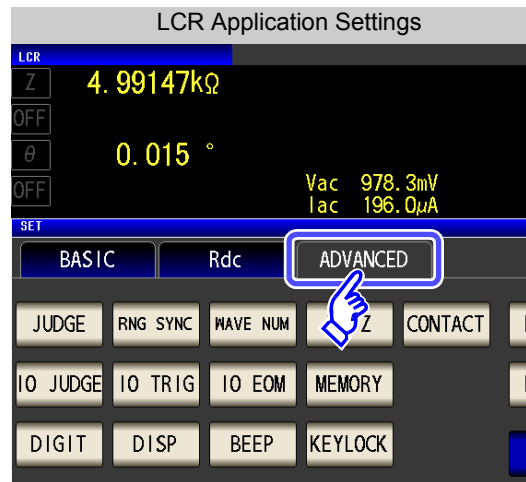 LCR Application Settings
LCR
Z 4.99147kΩ
OFF
θ 0.015 °
OFF
Vac 978.3mV
Iac 196.0μA
SET
BASIC Rdc ADVANCED
JUDGE RNG SYNC WAVE NUM Z CONTACT
IO JUDGE IO TRIG IO EOM MEMORY
DIGIT DISP BEEP KEYLOCK